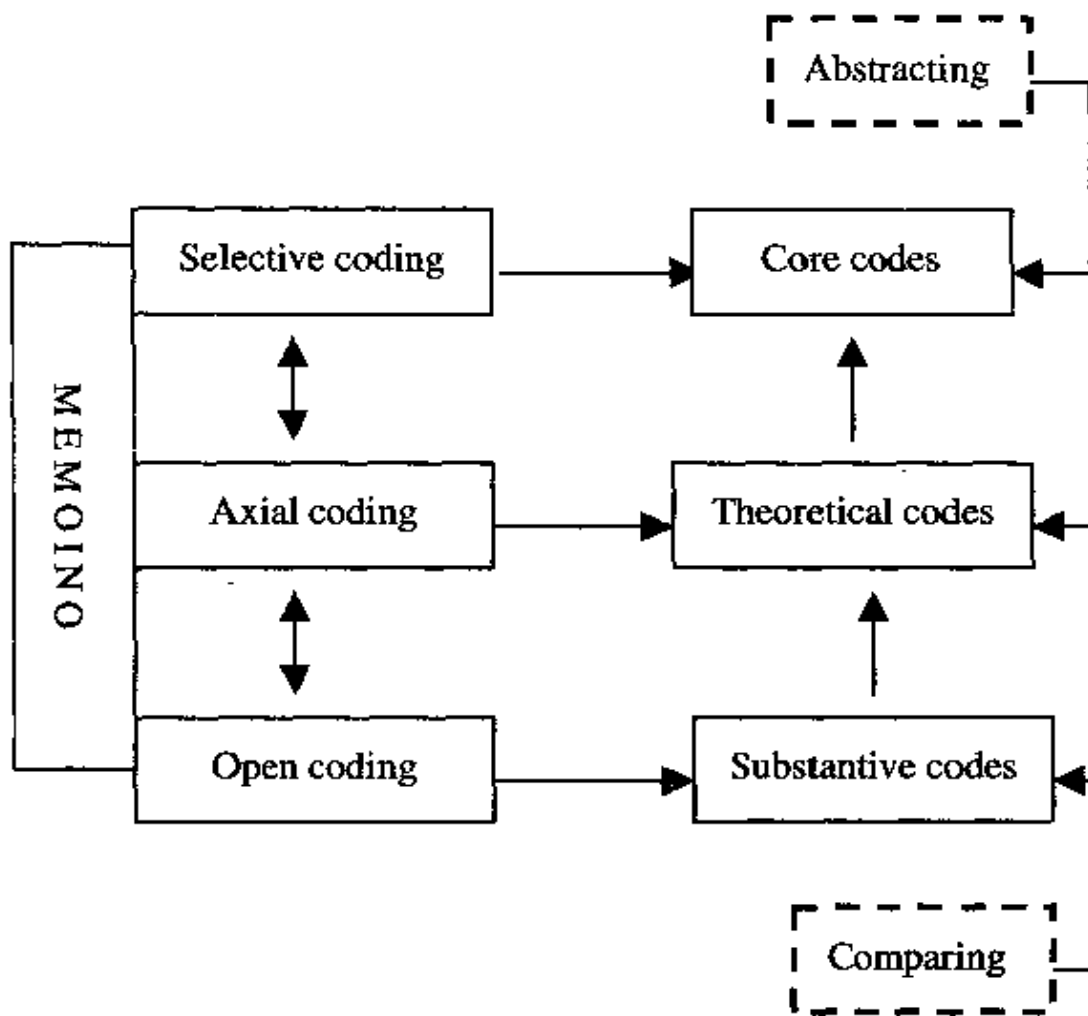 Abstracting
Selective coding
Core codes
MEMOINO
Axial coding
Theoretical codes
Open coding
Substantive codes
Comparing